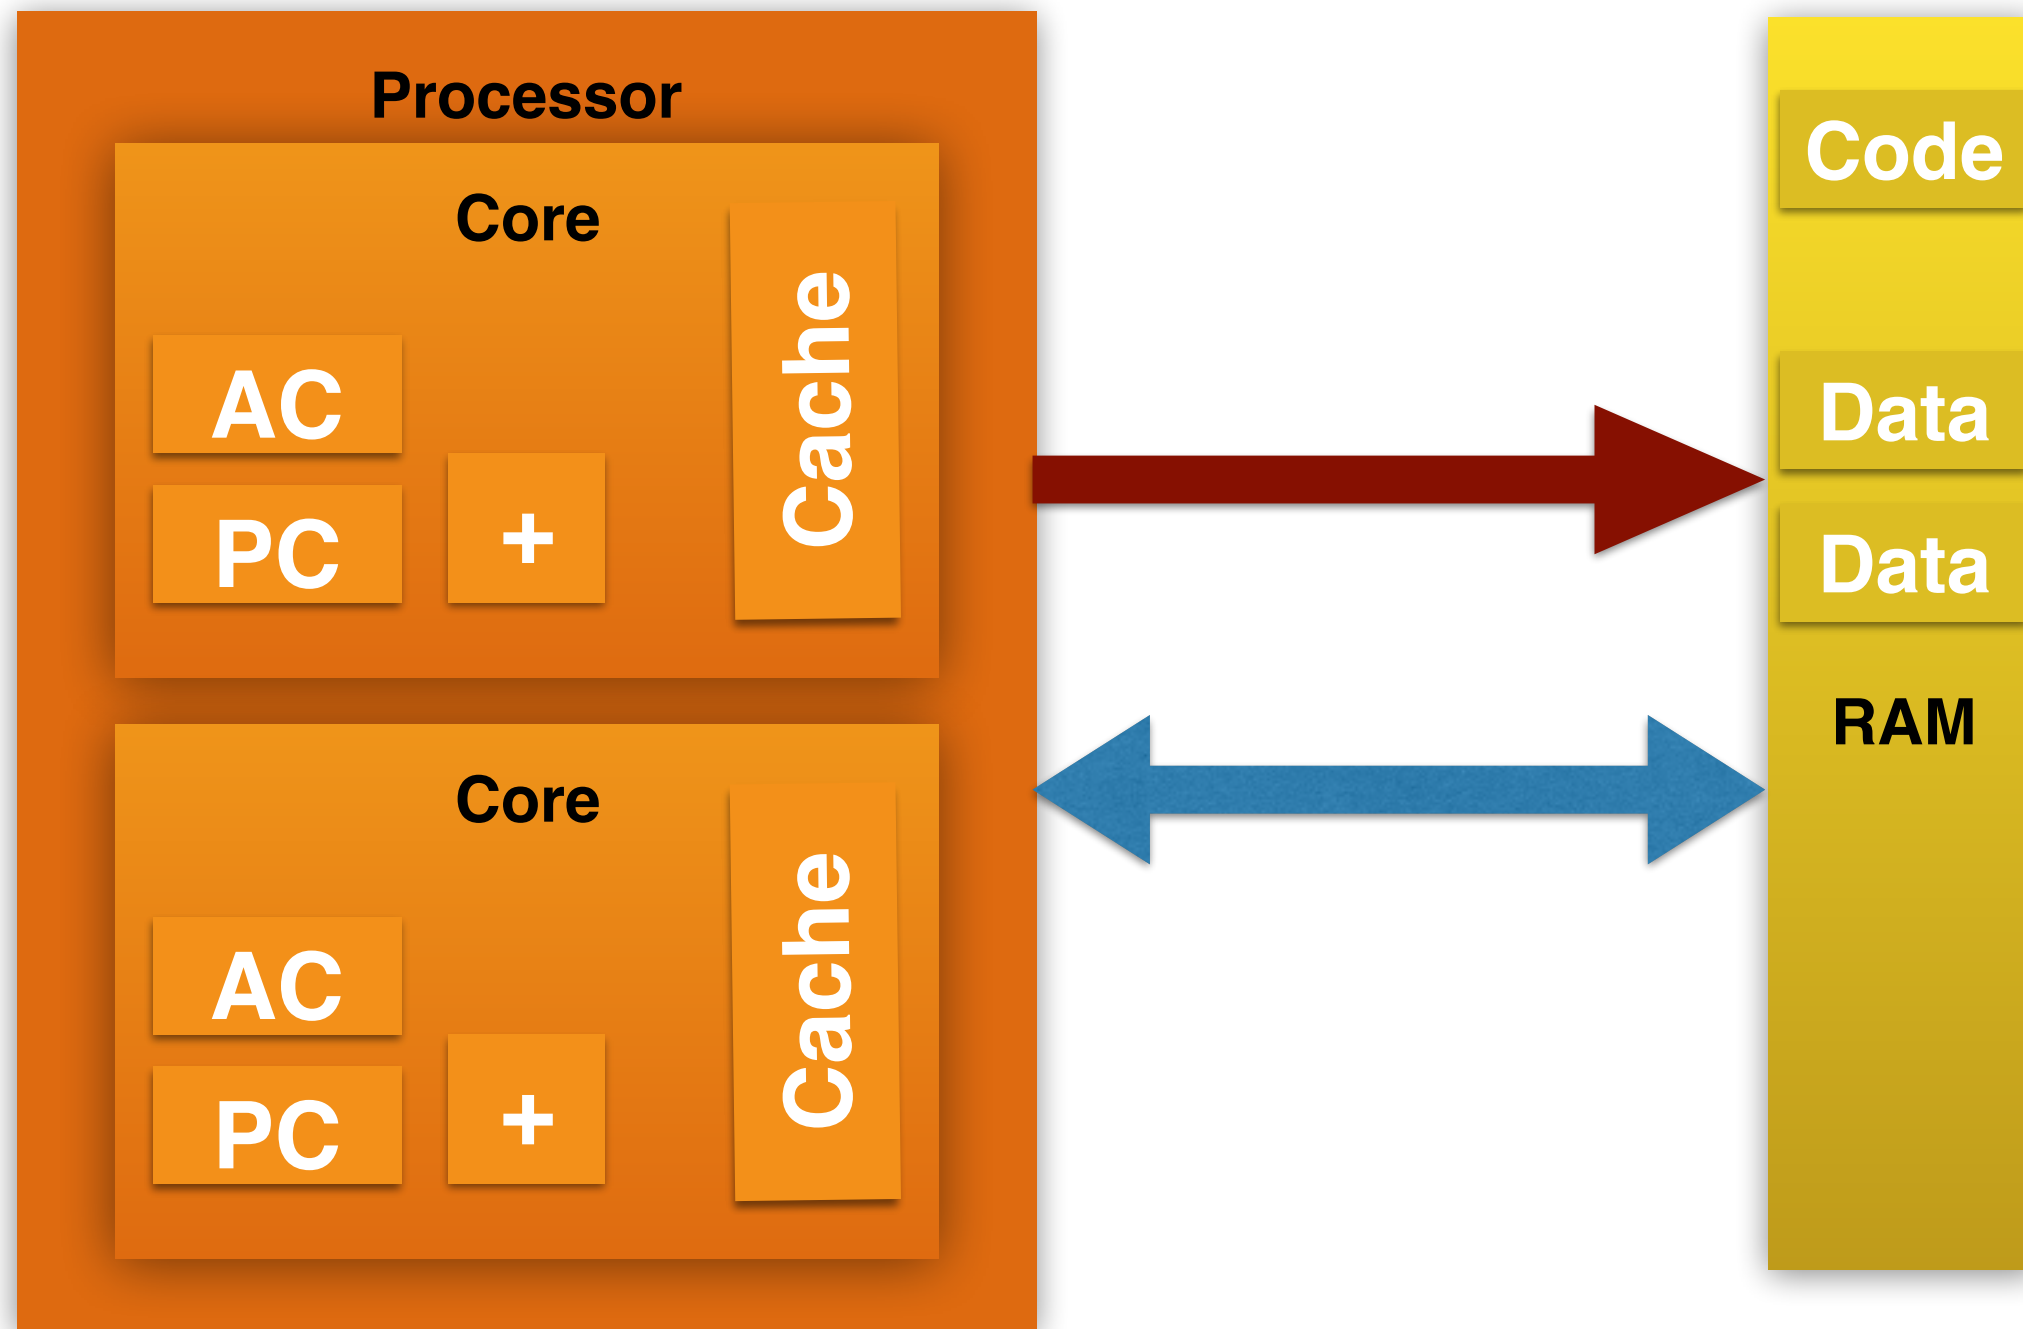 Processor
Core
AC
PC
+
Cache
Core
AC
PC
+
Cache
Code
Data
Data
RAM